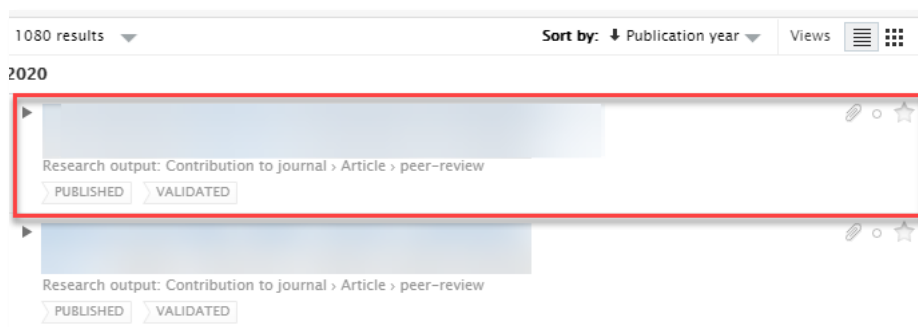 1080 results Sort by: Publication year Views
2020
Research output: Contribution to journal › Article › peer-review
PUBLISHED VALIDATED
Research output: Contribution to journal › Article › peer-review
PUBLISHED VALIDATED